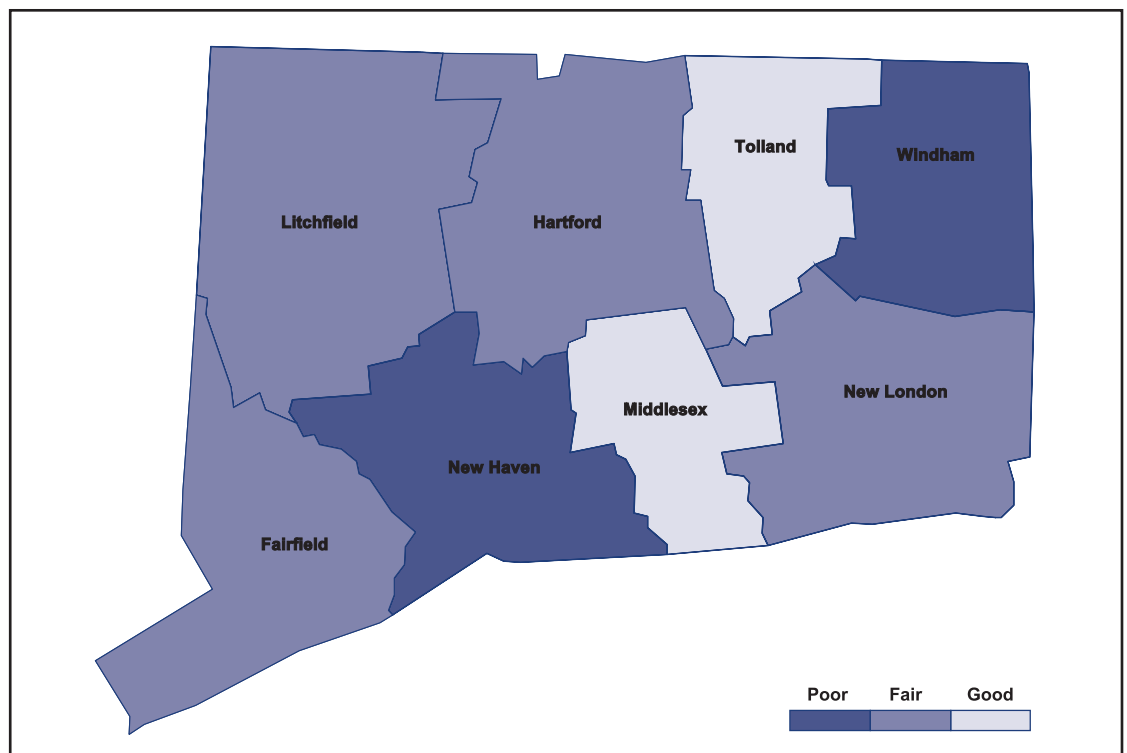 Tolland
Windham
Litchfield
Hartford
New London
Middlesex
New Haven
Fairfield
Poor Fair Good